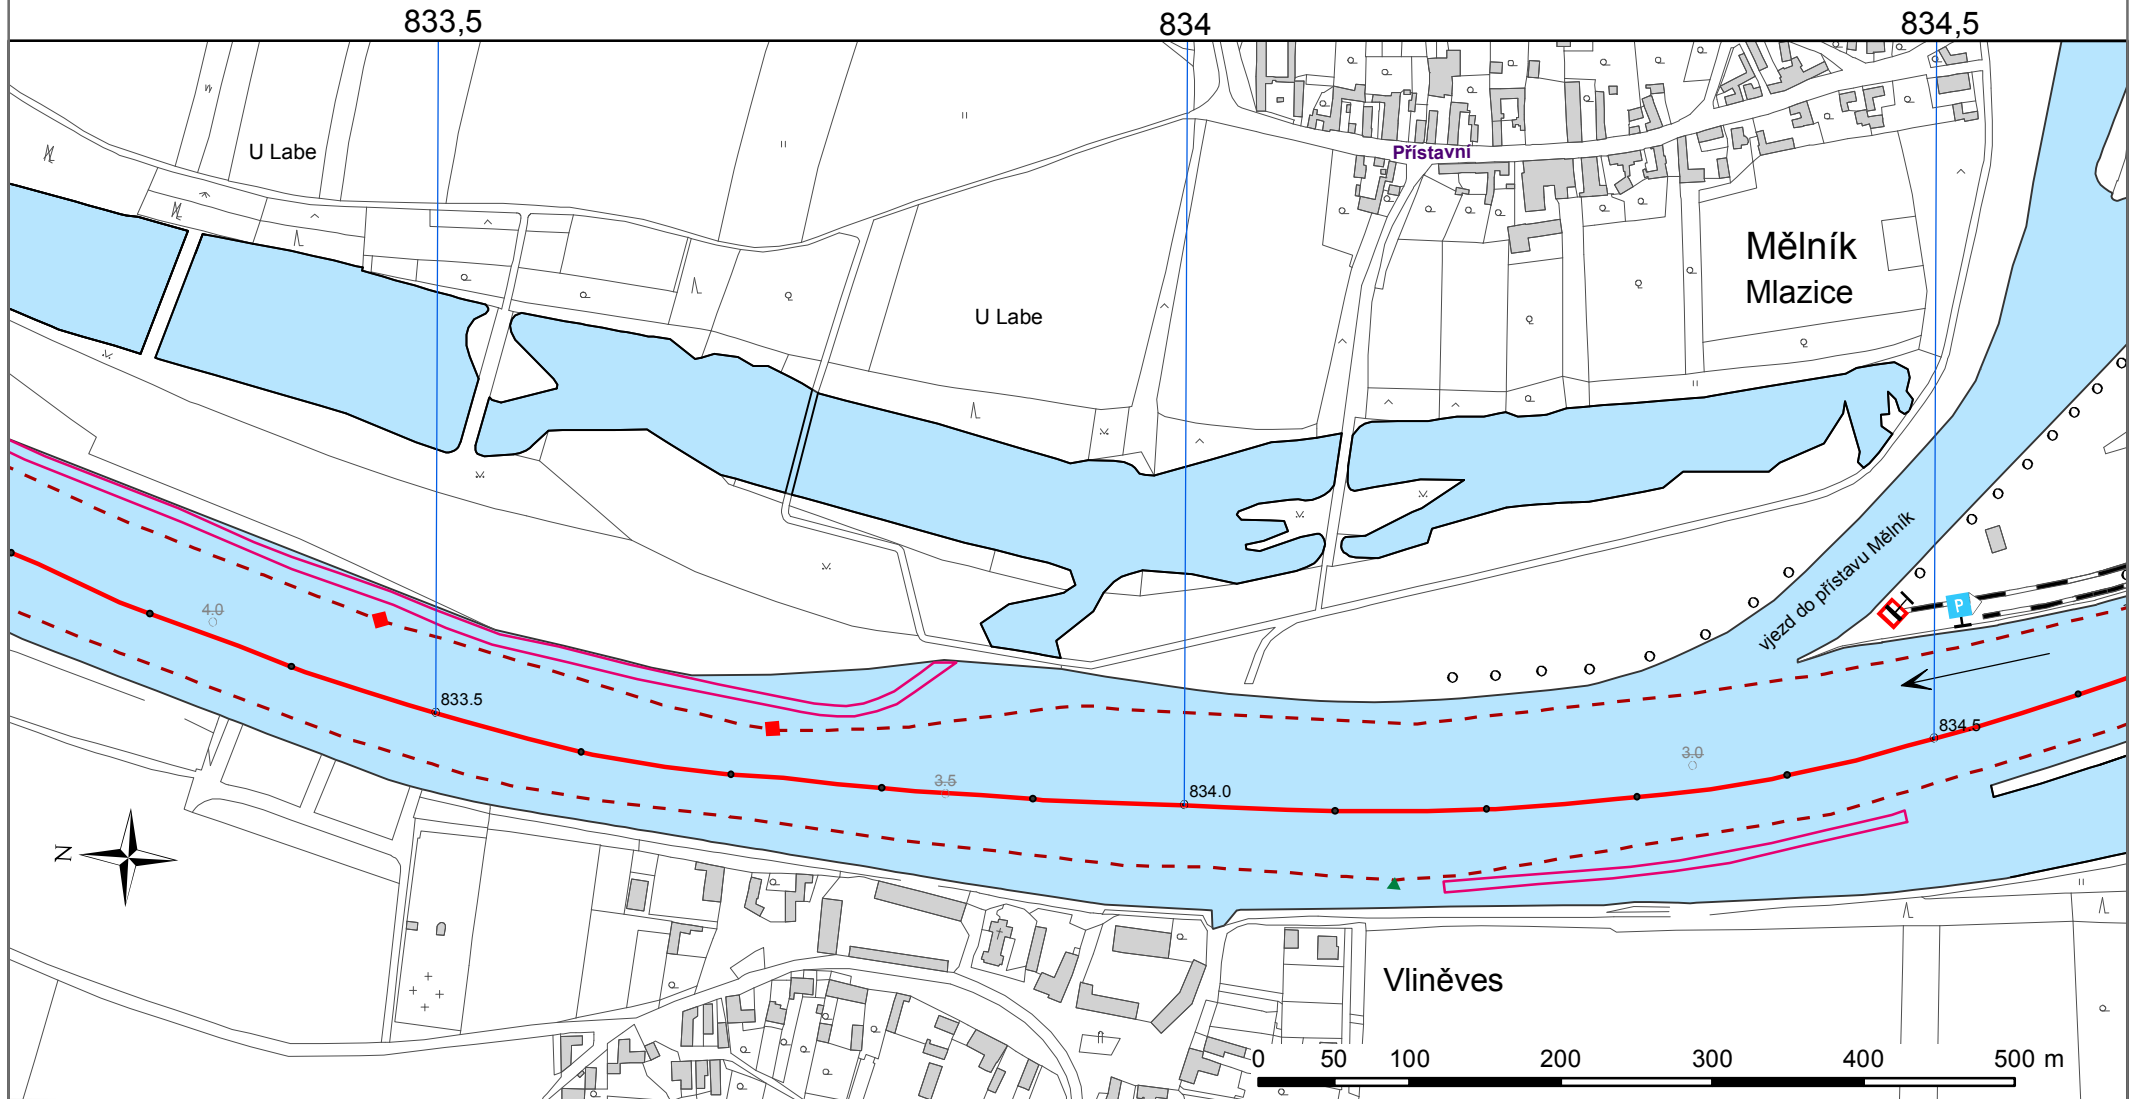 833,5
834
834,5
U Labe
Přístavní
Mělník
Mlazice
U Labe
vjezd do přístavu Mělník
P
4.0
833.5
834.5
3.0
3.5
834.0
N
Vliněves
0 50 100 200 300 400 500 m